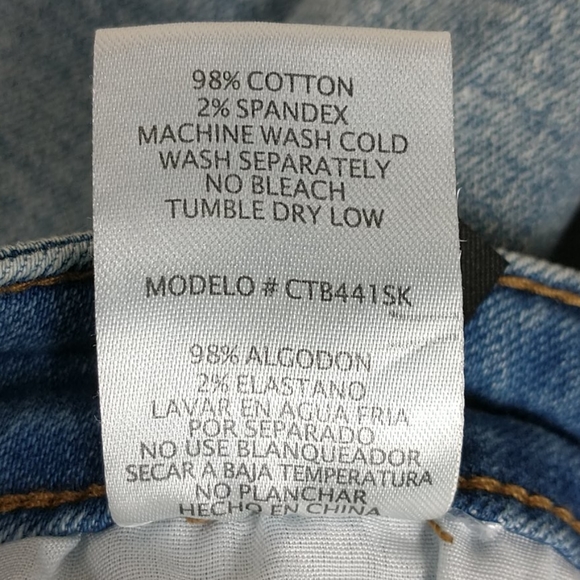 98% COTTON
2% SPANDEX
MACHINE WASH COLD
WASH SEPARATELY
NO BLEACH
TUMBLE DRY LOW
MODELO # CTB441SK
98% ALGODON
2% ELASTANO
LAVAR EN AGUA FRIA
POR SEPARADO
NO USE BLANQUEADOR
SECAR A BAJA TEMPERATURA
NO PLANCHAR
HECHO EN CHINA